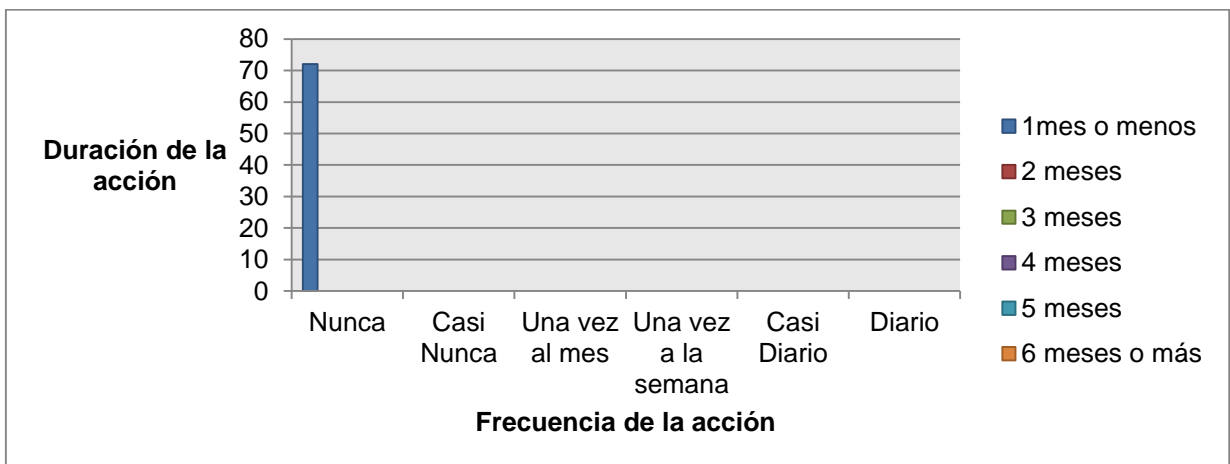 80
70
60
50
40
30
20
10
0
Duración de la
acción
Nunca
Casi
Nunca
Una vez
al mes
Una vez
a la
semana
Casi
Diario
Diario
Frecuencia de la acción
1mes o menos
2 meses
3 meses
4 meses
5 meses
6 meses o más